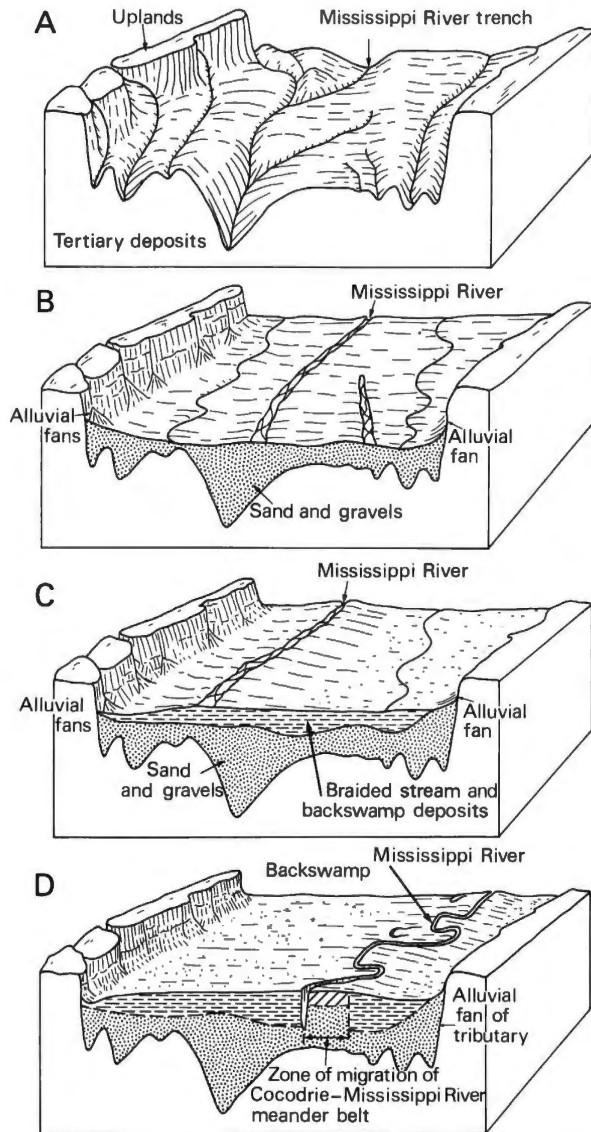 A
Uplands
Mississippi River trench
Tertiary deposits
B
Mississippi River
Alluvial
fans
Alluvial
fan
Sand and gravels
C
Mississippi River
Alluvial
fans
Alluvial
fan
Sand
and gravels
Braided stream and
backswamp deposits
D
Backswamp
Mississippi River
Alluvial
fan of
tributary
Zone of migration of
Cocodrie–Mississippi River
meander belt